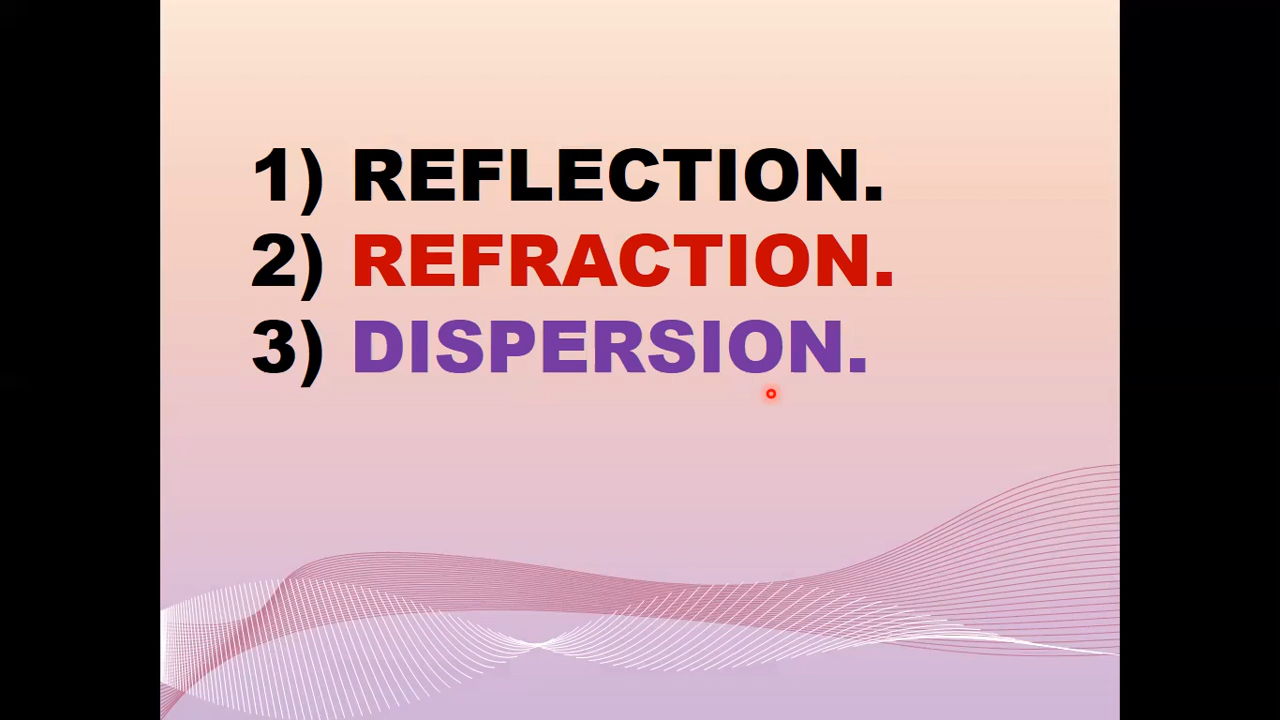 1) REFLECTION.
2) REFRACTION.
3) DISPERSION.